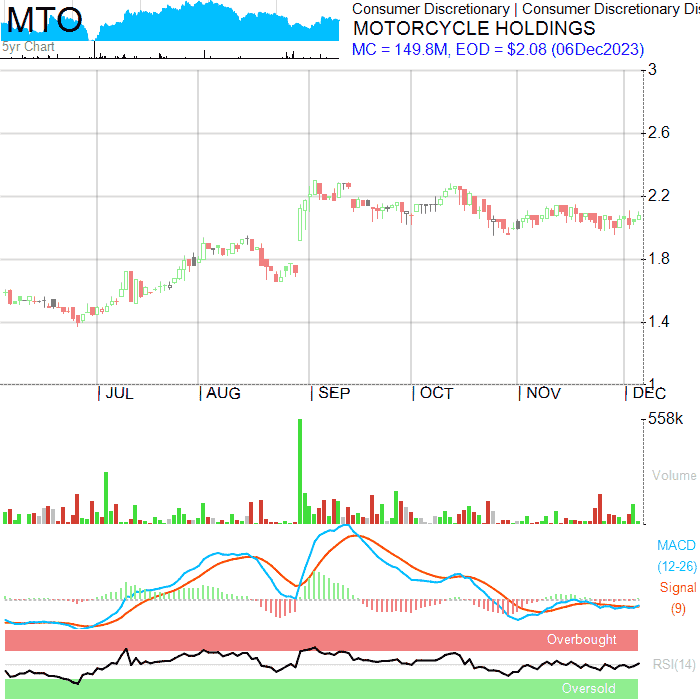 MTO
5yr Chart
Consumer Discretionary | Consumer Discretionary Dis
MOTORCYCLE HOLDINGS
MC = 149.8M, EOD = $2.08 (06Dec2023)
3
2.6
2.2
1.8
1.4
1
JUL AUG SEP OCT NOV DEC
558k
Volume
MACD
(12-26)
Signal
(9)
Overbought
RSI(14)
Oversold